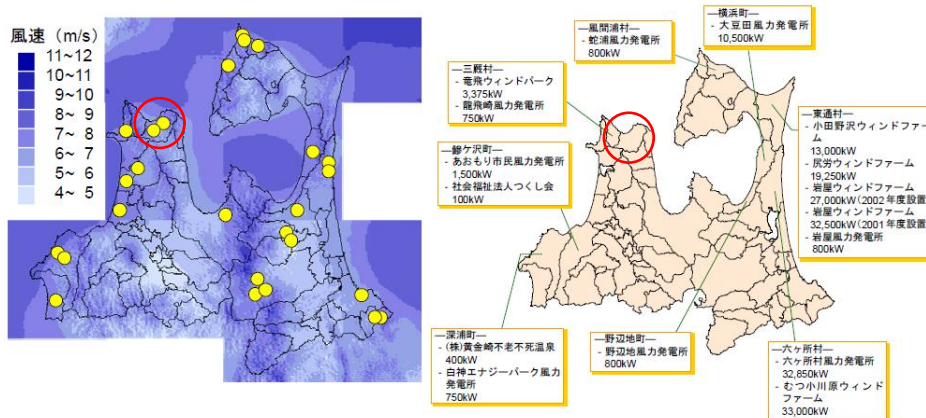 風速 (m/s)
11~12
10~11
9~10
8~ 9
7~ 8
6~ 7
5~ 6
4~ 5
―風間浦村―
- 蛇浦風力発電所
800kW
―横浜町―
- 大豆田風力発電所
10,500kW
―三厩村―
- 竜飛ウィンドパーク
3,375kW
- 龍飛崎風力発電所
750kW
―鰺ケ沢町―
- あおもり市民風力発電所
1,500kW
- 社会福祉法人つくし会
100kW
―東通村―
- 小田野沢ウィンドファー
ム
13,000kW
- 尻労ウィンドファーム
19,250kW
- 岩屋ウィンドファーム
27,000kW(2002年度設置
- 岩屋ウィンドファーム
32,500kW(2001年度設置
- 岩屋風力発電所
800kW
―深浦町―
- (株)黄金崎不老不死温泉
400kW
- 白神エナジーパーク風力
発電所
750kW
―野辺地町―
- 野辺地風力発電所
800kW
―六ヶ所村―
- 六ヶ所村風力発電所
32,850kW
- むつ小川原ウィンド
ファーム
33,000kW